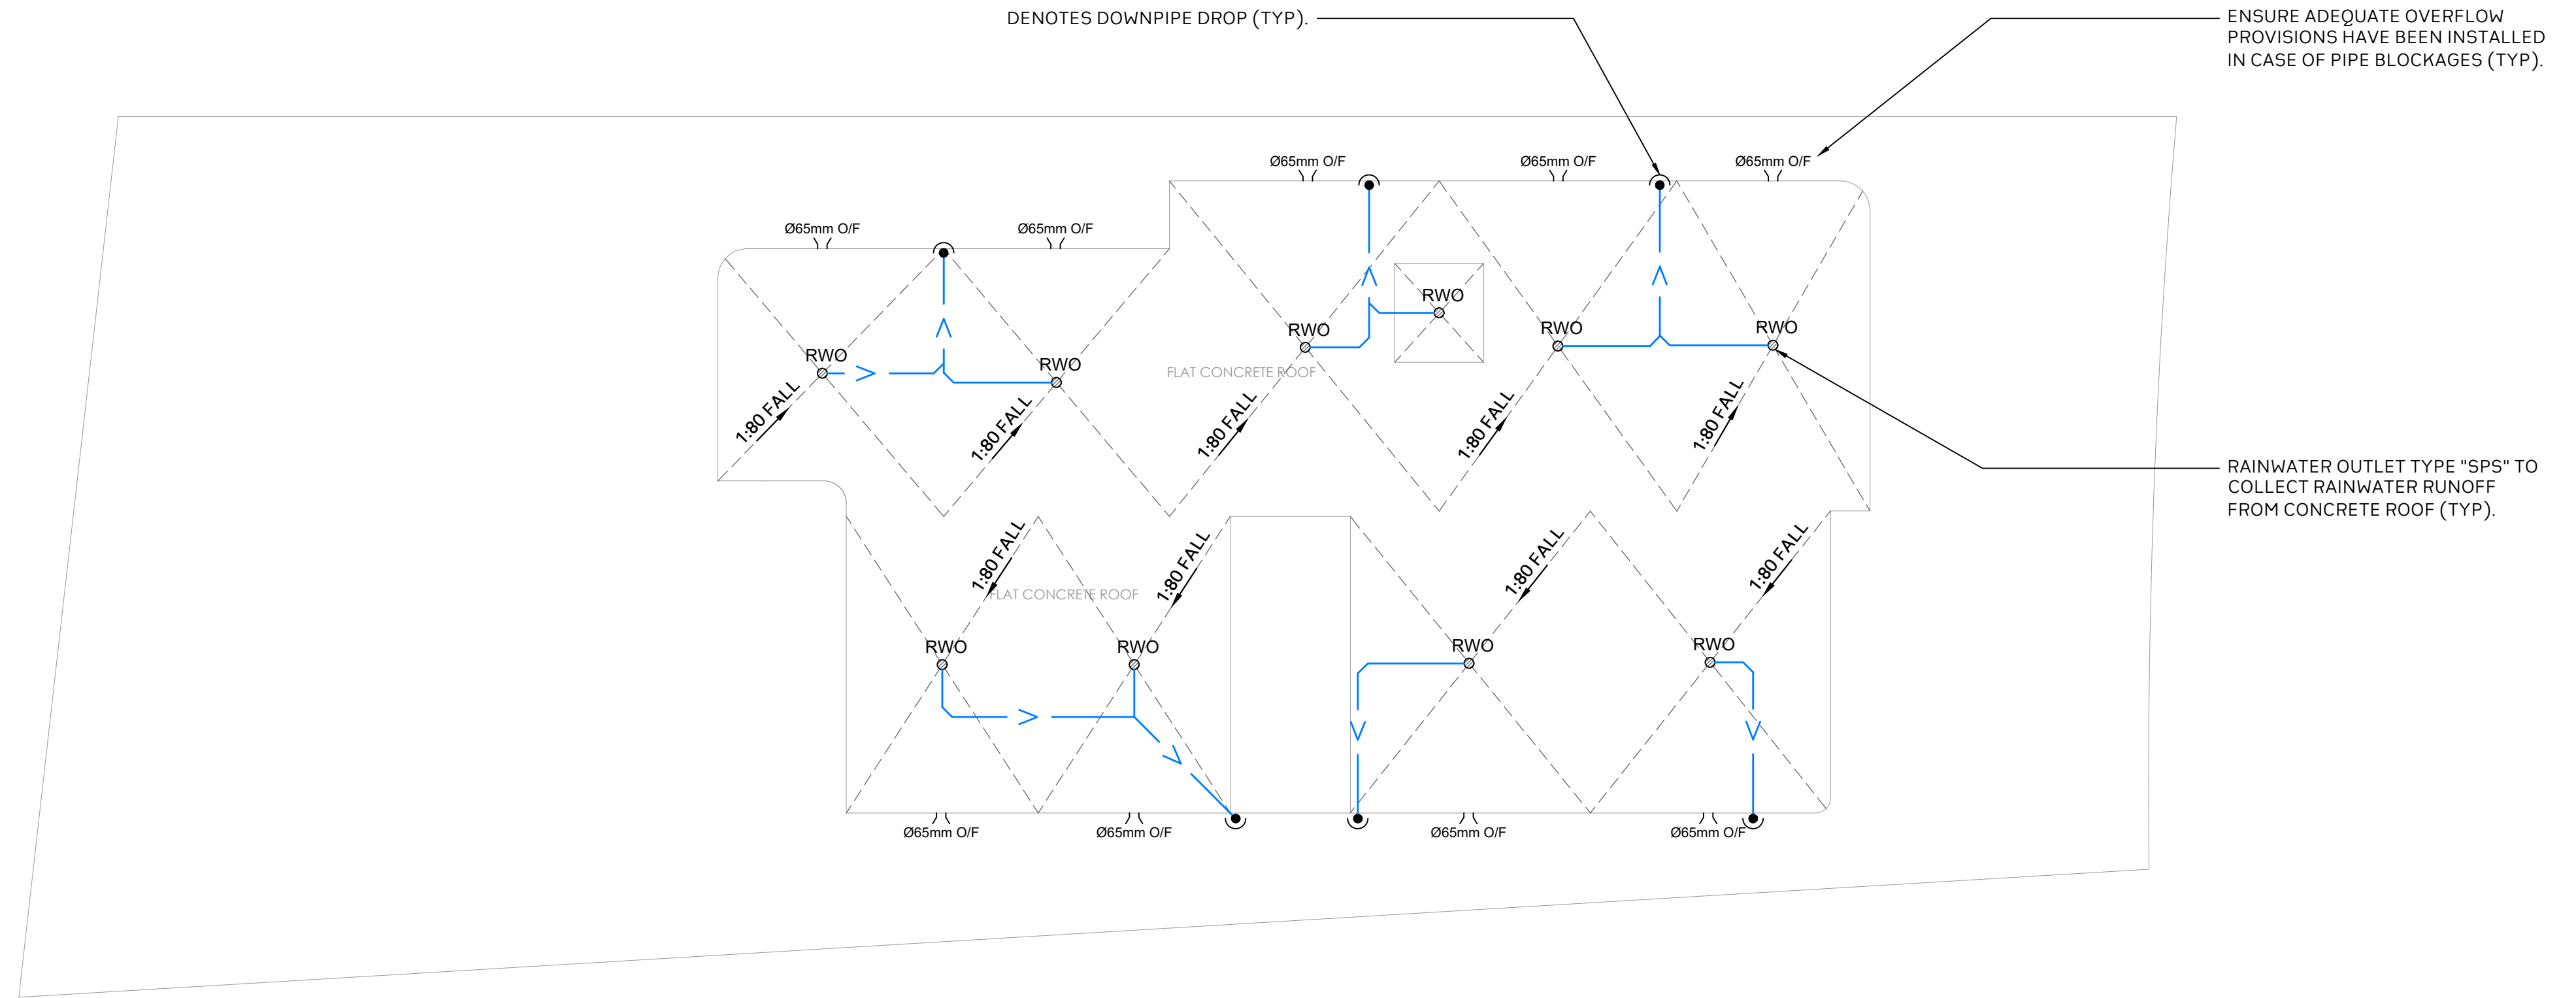 DENOTES DOWNPIPE DROP (TYP).
ENSURE ADEQUATE OVERFLOW
PROVISIONS HAVE BEEN INSTALLED
IN CASE OF PIPE BLOCKAGES (TYP).
Ø65mm O/F
Ø65mm O/F
Ø65mm O/F
Ø65mm O/F
Ø65mm O/F
RWO
RWO
RWO
RWO
RWO
RWO
FLAT CONCRETE ROOF
1:80 FALL
1:80 FALL
1:80 FALL
1:80 FALL
1:80 FALL
RAINWATER OUTLET TYPE "SPS" TO
COLLECT RAINWATER RUNOFF
FROM CONCRETE ROOF (TYP).
1:80 FALL
1:80 FALL
1:80 FALL
1:80 FALL
FLAT CONCRETE ROOF
RWO
RWO
RWO
RWO
Ø65mm O/F
Ø65mm O/F
Ø65mm O/F
Ø65mm O/F